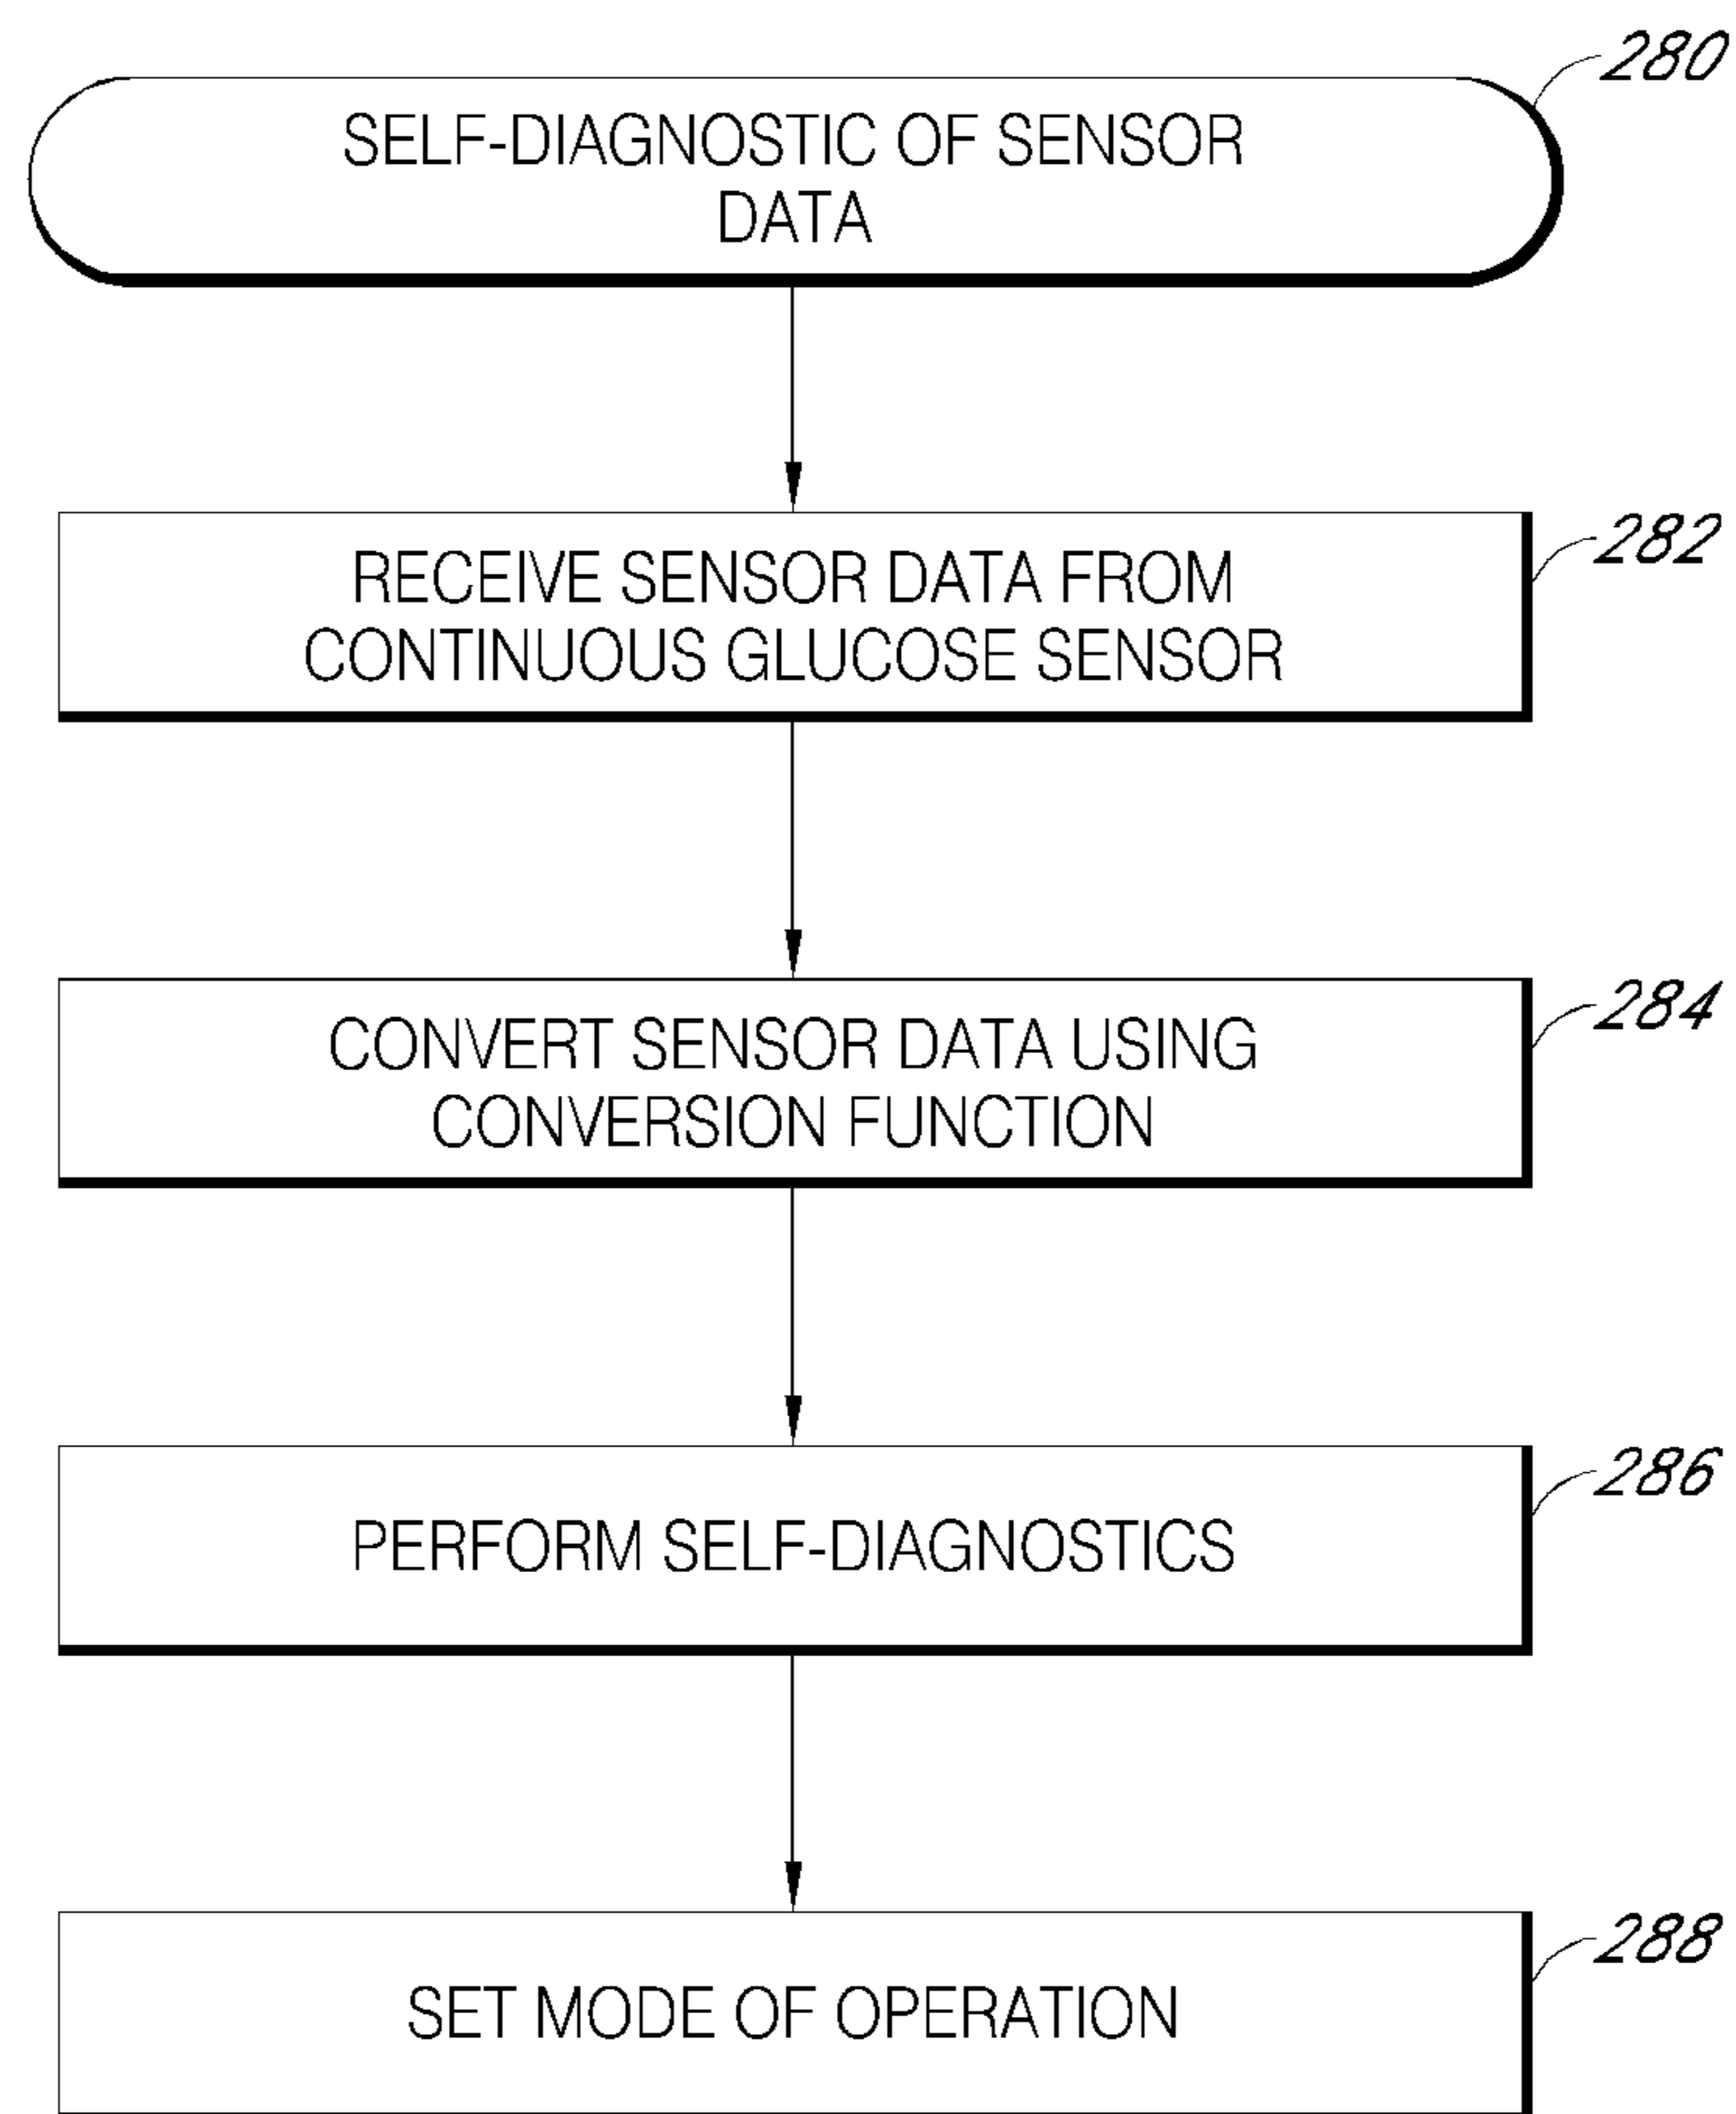 280
SELF-DIAGNOSTIC OF SENSOR
DATA
282
RECEIVE SENSOR DATA FROM
CONTINUOUS GLUCOSE SENSOR
284
CONVERT SENSOR DATA USING
CONVERSION FUNCTION
286
PERFORM SELF-DIAGNOSTICS
288
SET MODE OF OPERATION